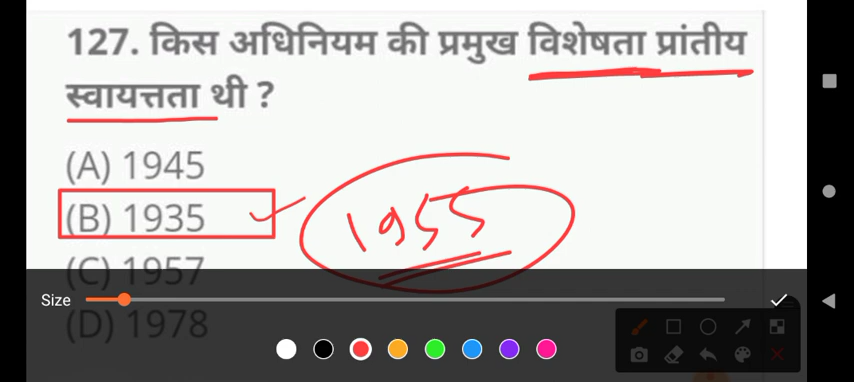 127. किस अधिनियम की प्रमुख विशेषता प्रांतीय
स्वायत्तता थी ?
(A) 1945
(B) 1935
1955
(C) 1957
Size
(D) 1978